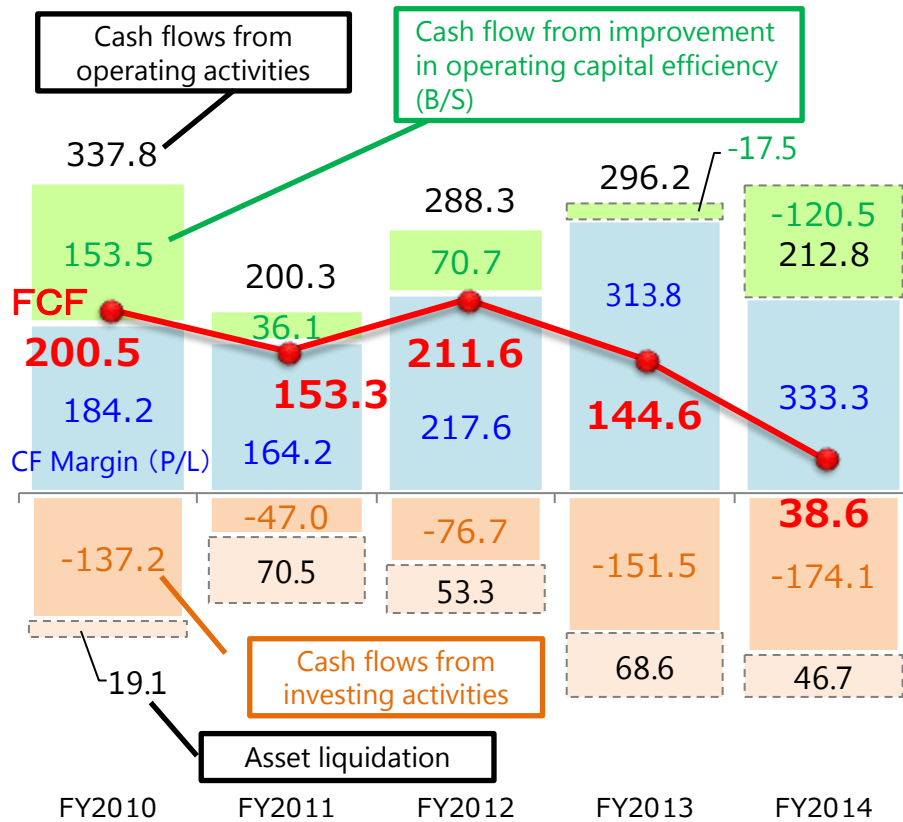 Cash flows from
operating activities
Cash flow from improvement
in operating capital efficiency
(B/S)
337.8
200.3
288.3
296.2
-17.5
-120.5
212.8
153.5
36.1
70.7
313.8
333.3
FCF
200.5
153.3
211.6
144.6
38.6
184.2
164.2
217.6
CF Margin（P/L）
-137.2
-47.0
-76.7
-151.5
-174.1
70.5
53.3
68.6
46.7
19.1
Cash flows from
investing activities
Asset liquidation
FY2010 FY2011 FY2012 FY2013 FY2014